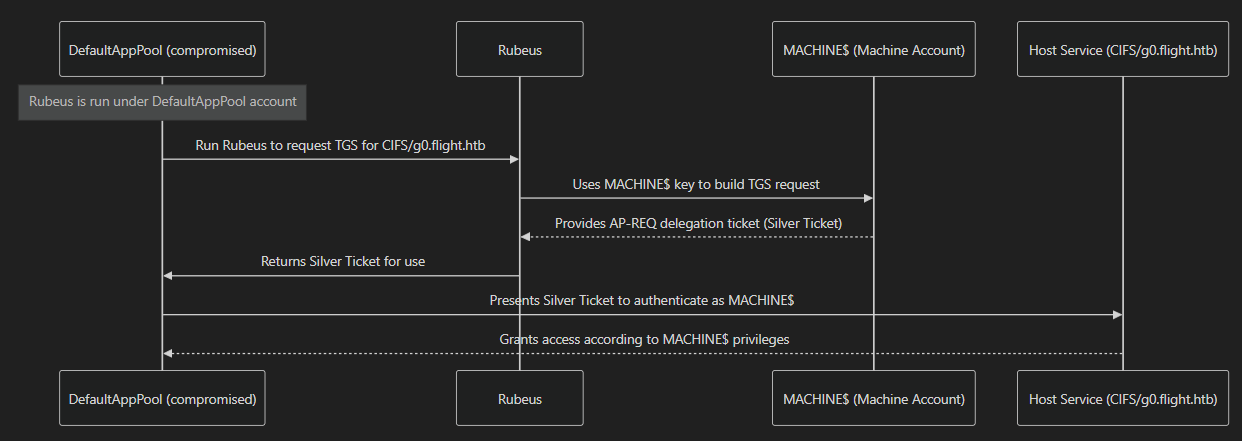 DefaultAppPool (compromised)
Rubeus
MACHINE$ (Machine Account)
Host Service (CIFS/g0.flight.htb)
Rubeus is run under DefaultAppPool account
Run Rubeus to request TGS for CIFS/g0.flight.htb
Uses MACHINE$ key to build TGS request
Provides AP-REQ delegation ticket (Silver Ticket)
Returns Silver Ticket for use
Presents Silver Ticket to authenticate as MACHINE$
Grants access according to MACHINE$ privileges
DefaultAppPool (compromised)
Rubeus
MACHINE$ (Machine Account)
Host Service (CIFS/g0.flight.htb)